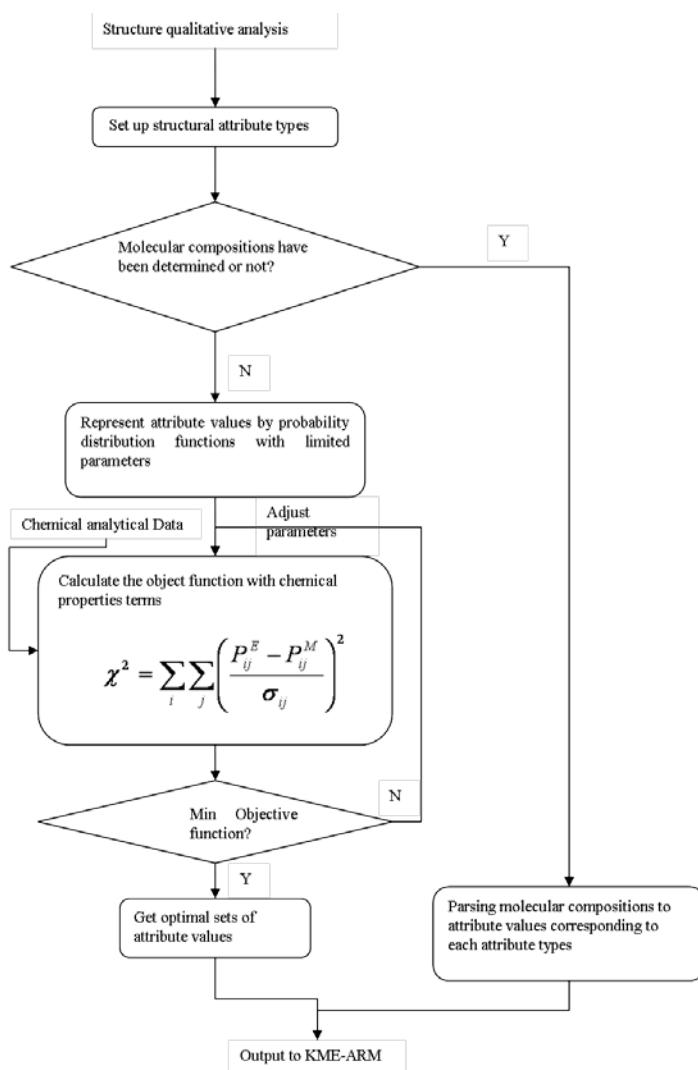 Structure qualitative analysis
Set up structural attribute types
Molecular compositions have
been determined or not?
Y
N
Represent attribute values by probability
distribution functions with limited
parameters
Chemical analytical Data
Adjust
parameters
Calculate the object function with chemical
properties terms
χ² = ∑i ∑j ((P_ij^E − P_ij^M) / σ_ij)²
N
Min Objective
function?
Y
Get optimal sets of
attribute values
Parsing molecular compositions to
attribute values corresponding to
each attribute types
Output to KME-ARM